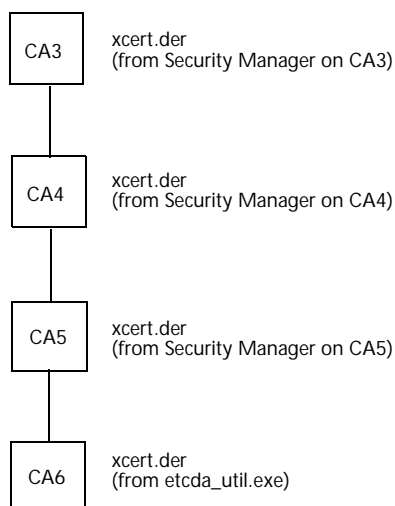 CA3
xcert.der
(from Security Manager on CA3)
CA4
xcert.der
(from Security Manager on CA4)
CA5
xcert.der
(from Security Manager on CA5)
CA6
xcert.der
(from etcda_util.exe)